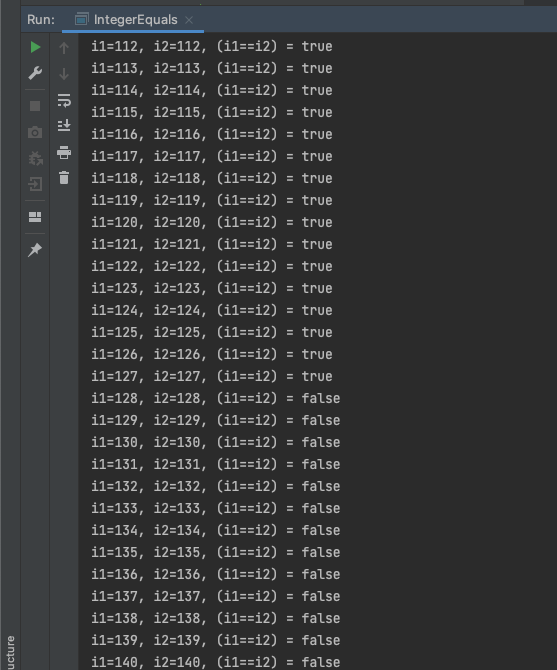 Run: IntegerEquals
i1=112, i2=112, (i1==i2) = true
i1=113, i2=113, (i1==i2) = true
i1=114, i2=114, (i1==i2) = true
i1=115, i2=115, (i1==i2) = true
i1=116, i2=116, (i1==i2) = true
i1=117, i2=117, (i1==i2) = true
i1=118, i2=118, (i1==i2) = true
i1=119, i2=119, (i1==i2) = true
i1=120, i2=120, (i1==i2) = true
i1=121, i2=121, (i1==i2) = true
i1=122, i2=122, (i1==i2) = true
i1=123, i2=123, (i1==i2) = true
i1=124, i2=124, (i1==i2) = true
i1=125, i2=125, (i1==i2) = true
i1=126, i2=126, (i1==i2) = true
i1=127, i2=127, (i1==i2) = true
i1=128, i2=128, (i1==i2) = false
i1=129, i2=129, (i1==i2) = false
i1=130, i2=130, (i1==i2) = false
i1=131, i2=131, (i1==i2) = false
i1=132, i2=132, (i1==i2) = false
i1=133, i2=133, (i1==i2) = false
i1=134, i2=134, (i1==i2) = false
i1=135, i2=135, (i1==i2) = false
i1=136, i2=136, (i1==i2) = false
i1=137, i2=137, (i1==i2) = false
i1=138, i2=138, (i1==i2) = false
i1=139, i2=139, (i1==i2) = false
i1=140, i2=140, (i1==i2) = false
ucture